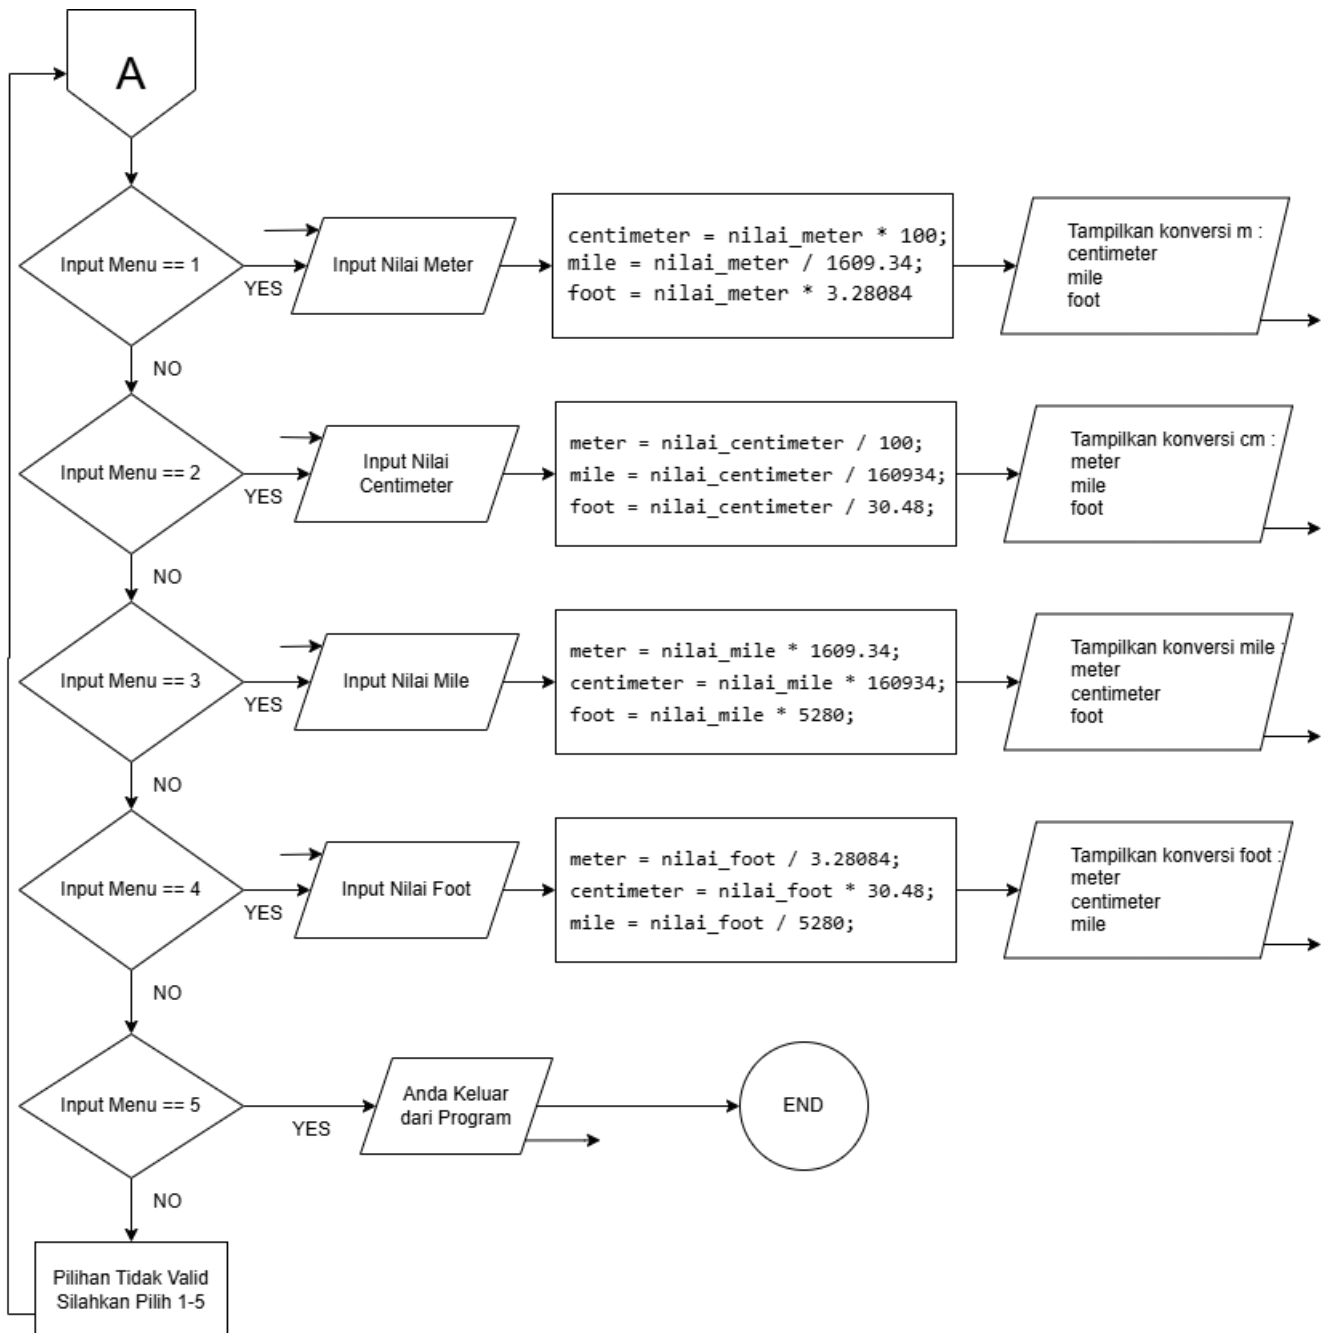 A
Input Menu == 1
YES
Input Nilai Meter
centimeter = nilai_meter * 100;
mile = nilai_meter / 1609.34;
foot = nilai_meter * 3.28084
Tampilkan konversi m :
centimeter
mile
foot
NO
Input Menu == 2
YES
Input Nilai
Centimeter
meter = nilai_centimeter / 100;
mile = nilai_centimeter / 160934;
foot = nilai_centimeter / 30.48;
Tampilkan konversi cm :
meter
mile
foot
NO
Input Menu == 3
YES
Input Nilai Mile
meter = nilai_mile * 1609.34;
centimeter = nilai_mile * 160934;
foot = nilai_mile * 5280;
Tampilkan konversi mile :
meter
centimeter
foot
NO
Input Menu == 4
YES
Input Nilai Foot
meter = nilai_foot / 3.28084;
centimeter = nilai_foot * 30.48;
mile = nilai_foot / 5280;
Tampilkan konversi foot :
meter
centimeter
mile
NO
Input Menu == 5
YES
Anda Keluar
dari Program
END
NO
Pilihan Tidak Valid
Silahkan Pilih 1-5